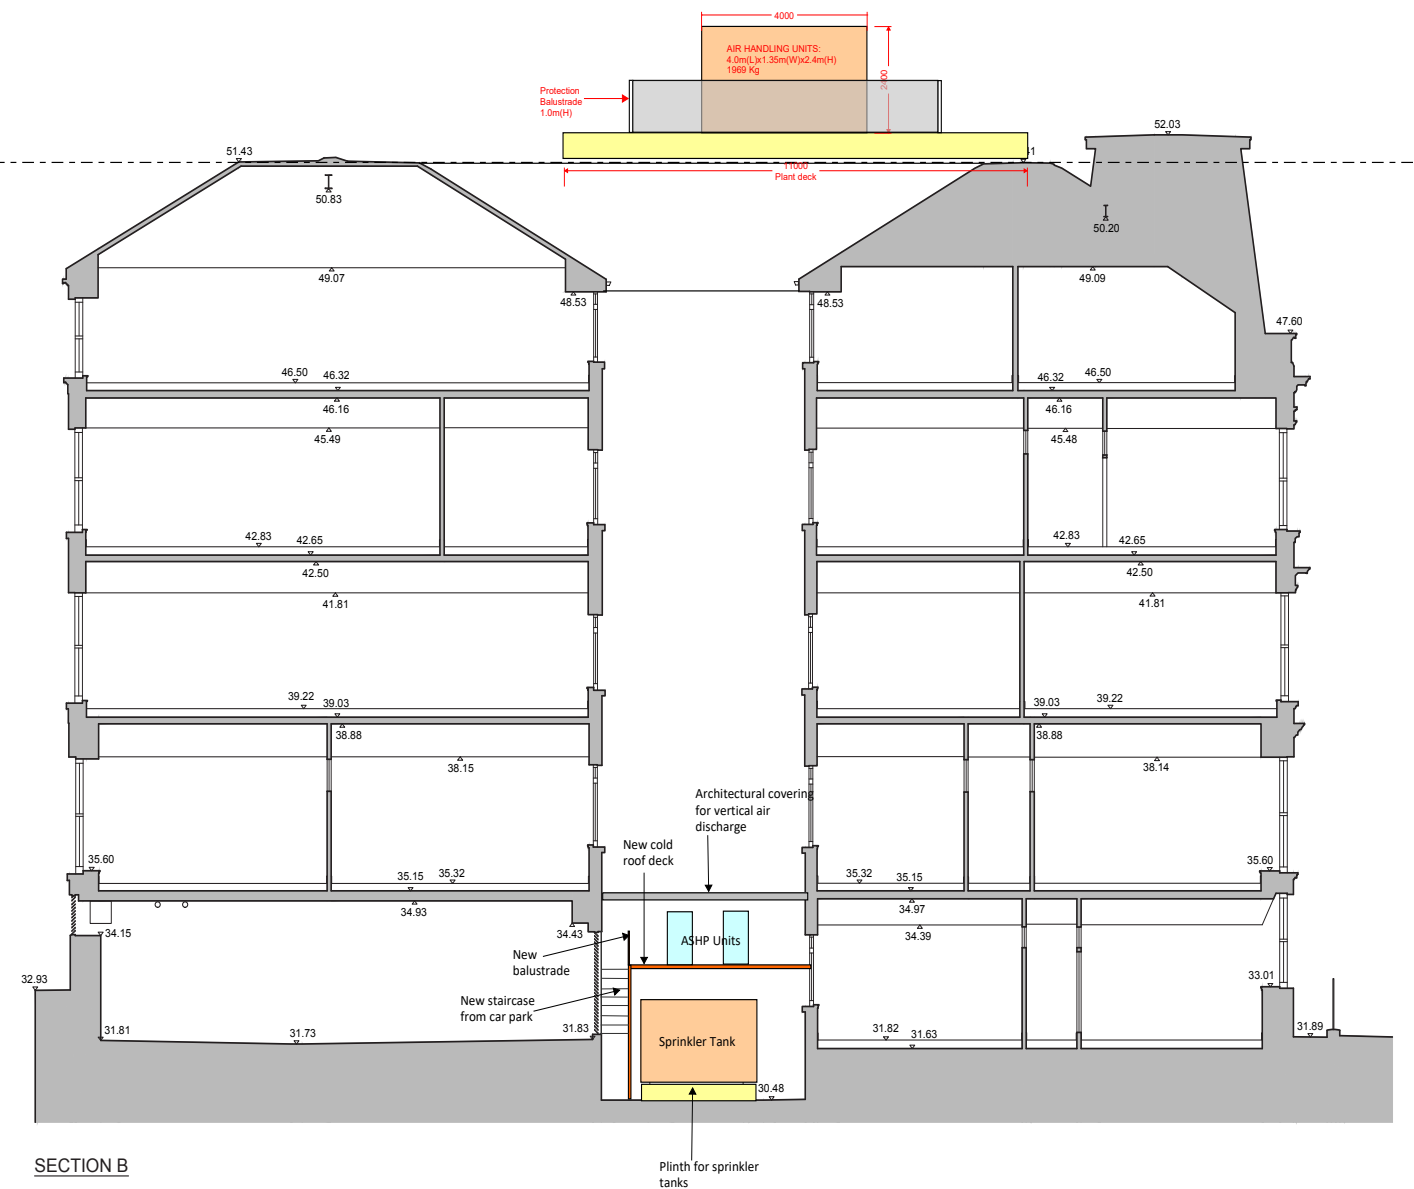 4000
AIR HANDLING UNITS:
4.0m(L)x1.35m(W)x2.4m(H)
1969 Kg
2400
Protection
Balustrade
1.0m(H)
52.03
51.43
11000
Plant deck
50.83
50.20
49.07
49.09
48.53
48.53
47.60
46.50
46.32
46.32
46.50
46.16
46.16
45.49
45.48
42.83
42.65
42.83
42.65
42.50
42.50
41.81
41.81
39.22
39.03
39.03
39.22
38.88
38.88
38.15
38.14
Architectural covering
for vertical air
discharge
New cold
roof deck
35.60
35.60
35.15
35.32
35.32
35.15
34.93
34.97
34.15
34.43
34.39
ASHP Units
New
balustrade
32.93
33.01
New staircase
from car park
31.81
31.73
31.83
31.82
31.63
31.89
Sprinkler Tank
30.48
Plinth for sprinkler
tanks
SECTION B